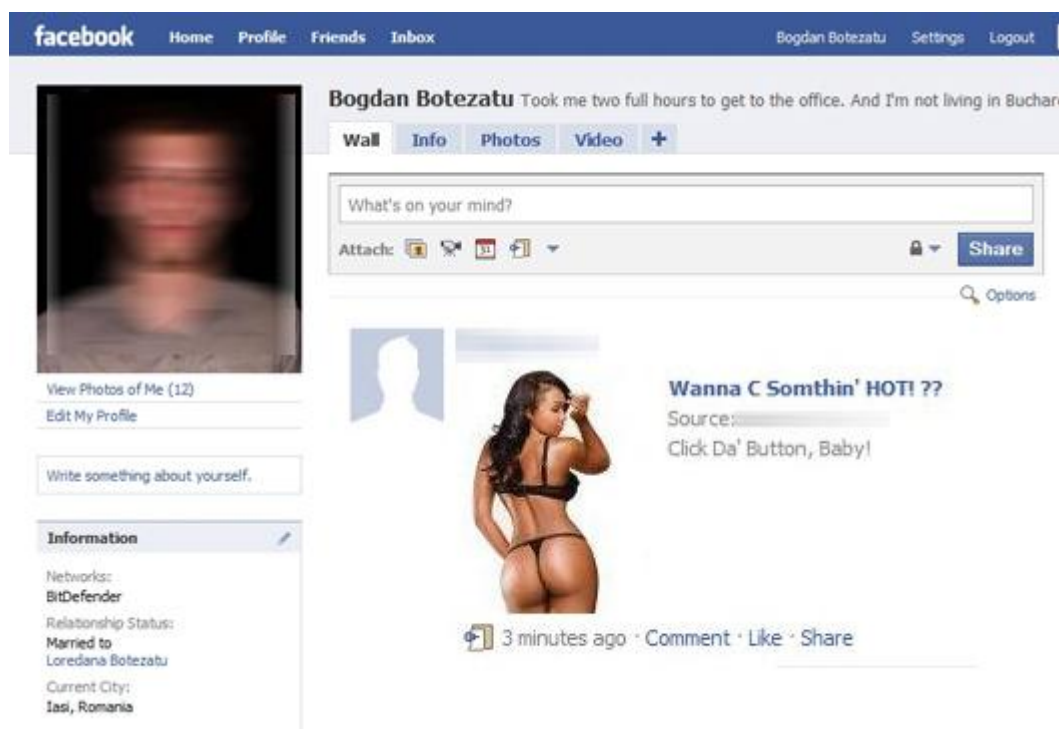 facebook Home Profile Friends Inbox Bogdan Botezatu Settings Logout
Bogdan Botezatu Took me two full hours to get to the office. And I'm not living in
Wall Info Photos Video +
What's on your mind?
Attach: 31 Share
Options
View Photos of Me (12)
Edit My Profile
Write something about yourself.
Information
Networks:
BitDefender
Relationship Status:
Married to
Loredana Botezatu
Current City:
Iasi, Romania
Wanna C Somthin' HOT! ??
Source:
Click Da' Button, Baby!
3 minutes ago · Comment · Like · Share